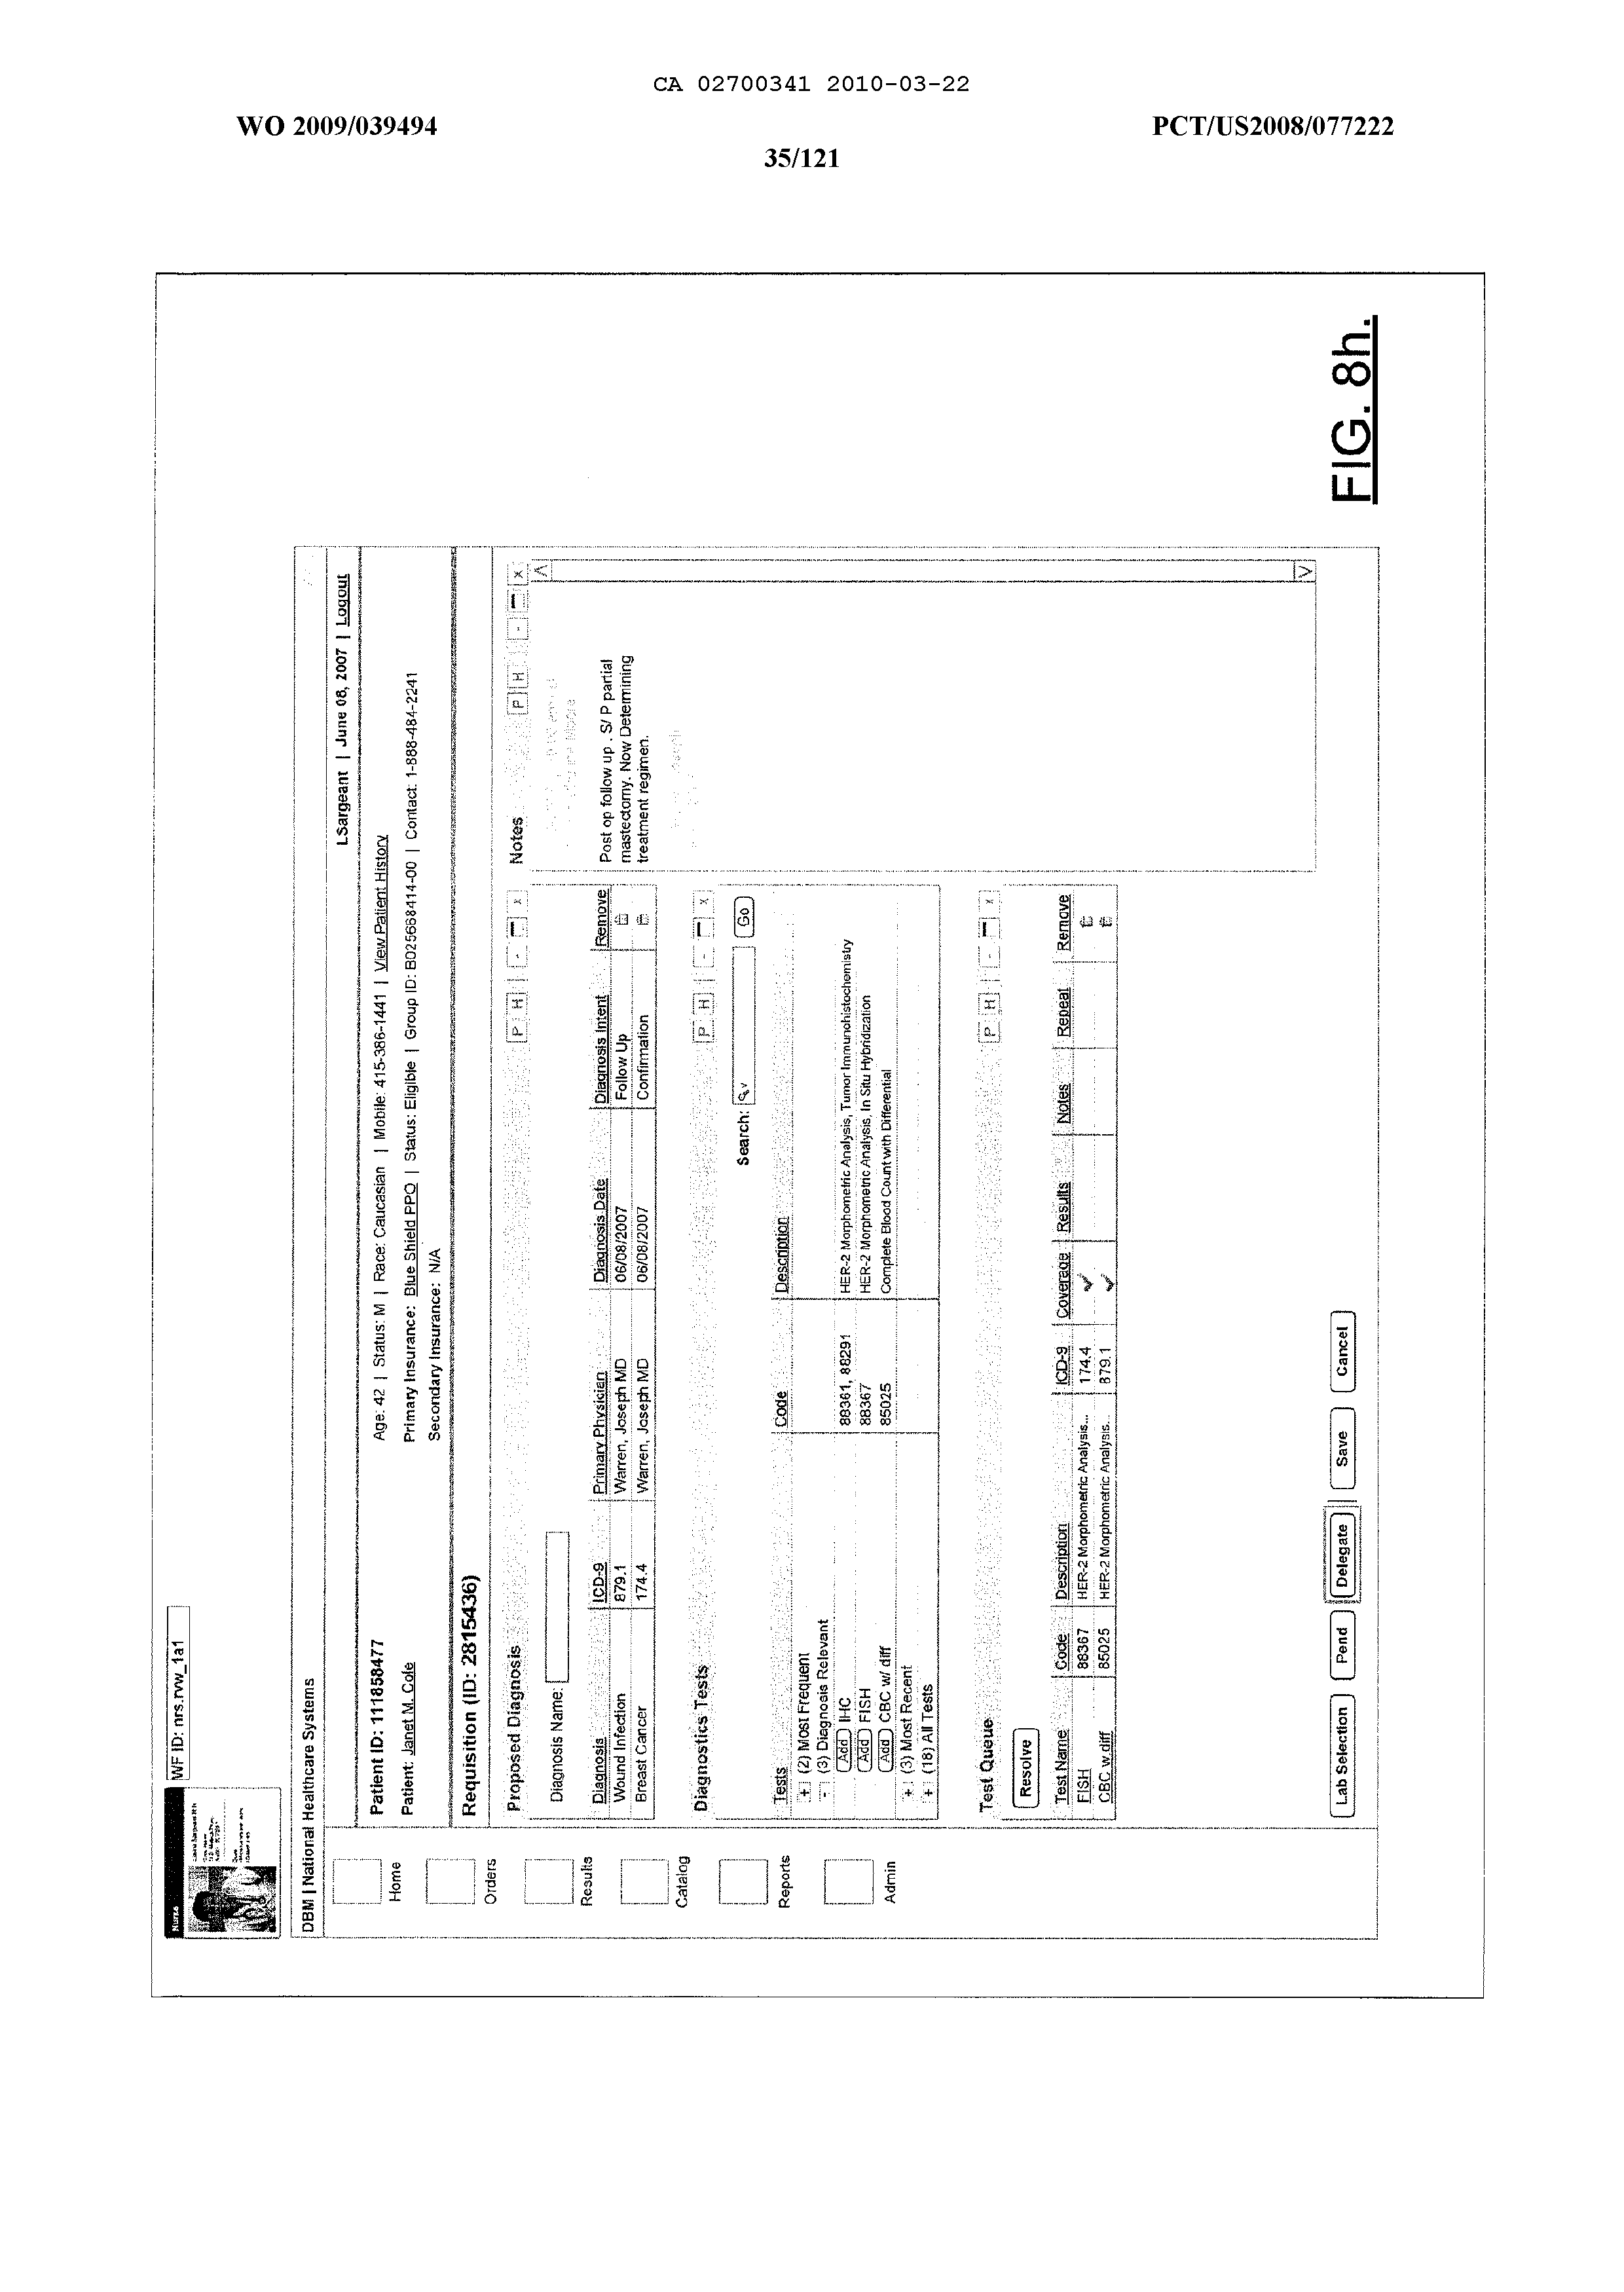 CA 02700341 2010-03-22
WO 2009/039494
PCT/US2008/077222
35/121
Nurse
WF ID: nrs.rvw_1a1
DBM | National Healthcare Systems
LSargeant | June 08, 2007 | Logout
Patient ID: 111858477
Age: 42 | Status: M | Race: Caucasian | Mobile: 415-386-1441 | View Patient History
Patient: Janet M. Cole
Primary Insurance: Blue Shield PPO | Status: Eligible | Group ID: B02568414-00 | Contact: 1-888-484-2241
Secondary Insurance: N/A
Requisition (ID: 2815436)
Home
Orders
Results
Catalog
Reports
Admin
Proposed Diagnosis P H - x
Diagnosis Name:
Diagnosis ICD-9 Primary Physician Diagnosis Date Diagnosis Intent Remove
Wound Infection 879.1 Warren, Joseph MD 06/08/2007 Follow Up
Breast Cancer 174.4 Warren, Joseph MD 06/08/2007 Confirmation
Diagnostics Tests P H - x
Search: Go
Tests Code Description
+ (2) Most Frequent
- (3) Diagnosis Relevant
Add IHC 88361, 88291 HER-2 Morphometric Analysis, Tumor Immunohistochemistry
Add FISH 88367 HER-2 Morphometric Analysis, In Situ Hybridization
Add CBC w/ diff 85025 Complete Blood Count with Differential
+ (3) Most Recent
+ (18) All Tests
Test Queue P H - x
Resolve
Test Name Code Description ICD-9 Coverage Results Notes Repeat Remove
FISH 88367 HER-2 Morphometric Analysis... 174.4
CBC w diff 85025 HER-2 Morphometric Analysis... 879.1
Notes P H - x
Post op follow up . S/ P partial
mastectomy. Now Determining
treatment regimen.
Lab Selection Pend Delegate Save Cancel
FIG. 8h.